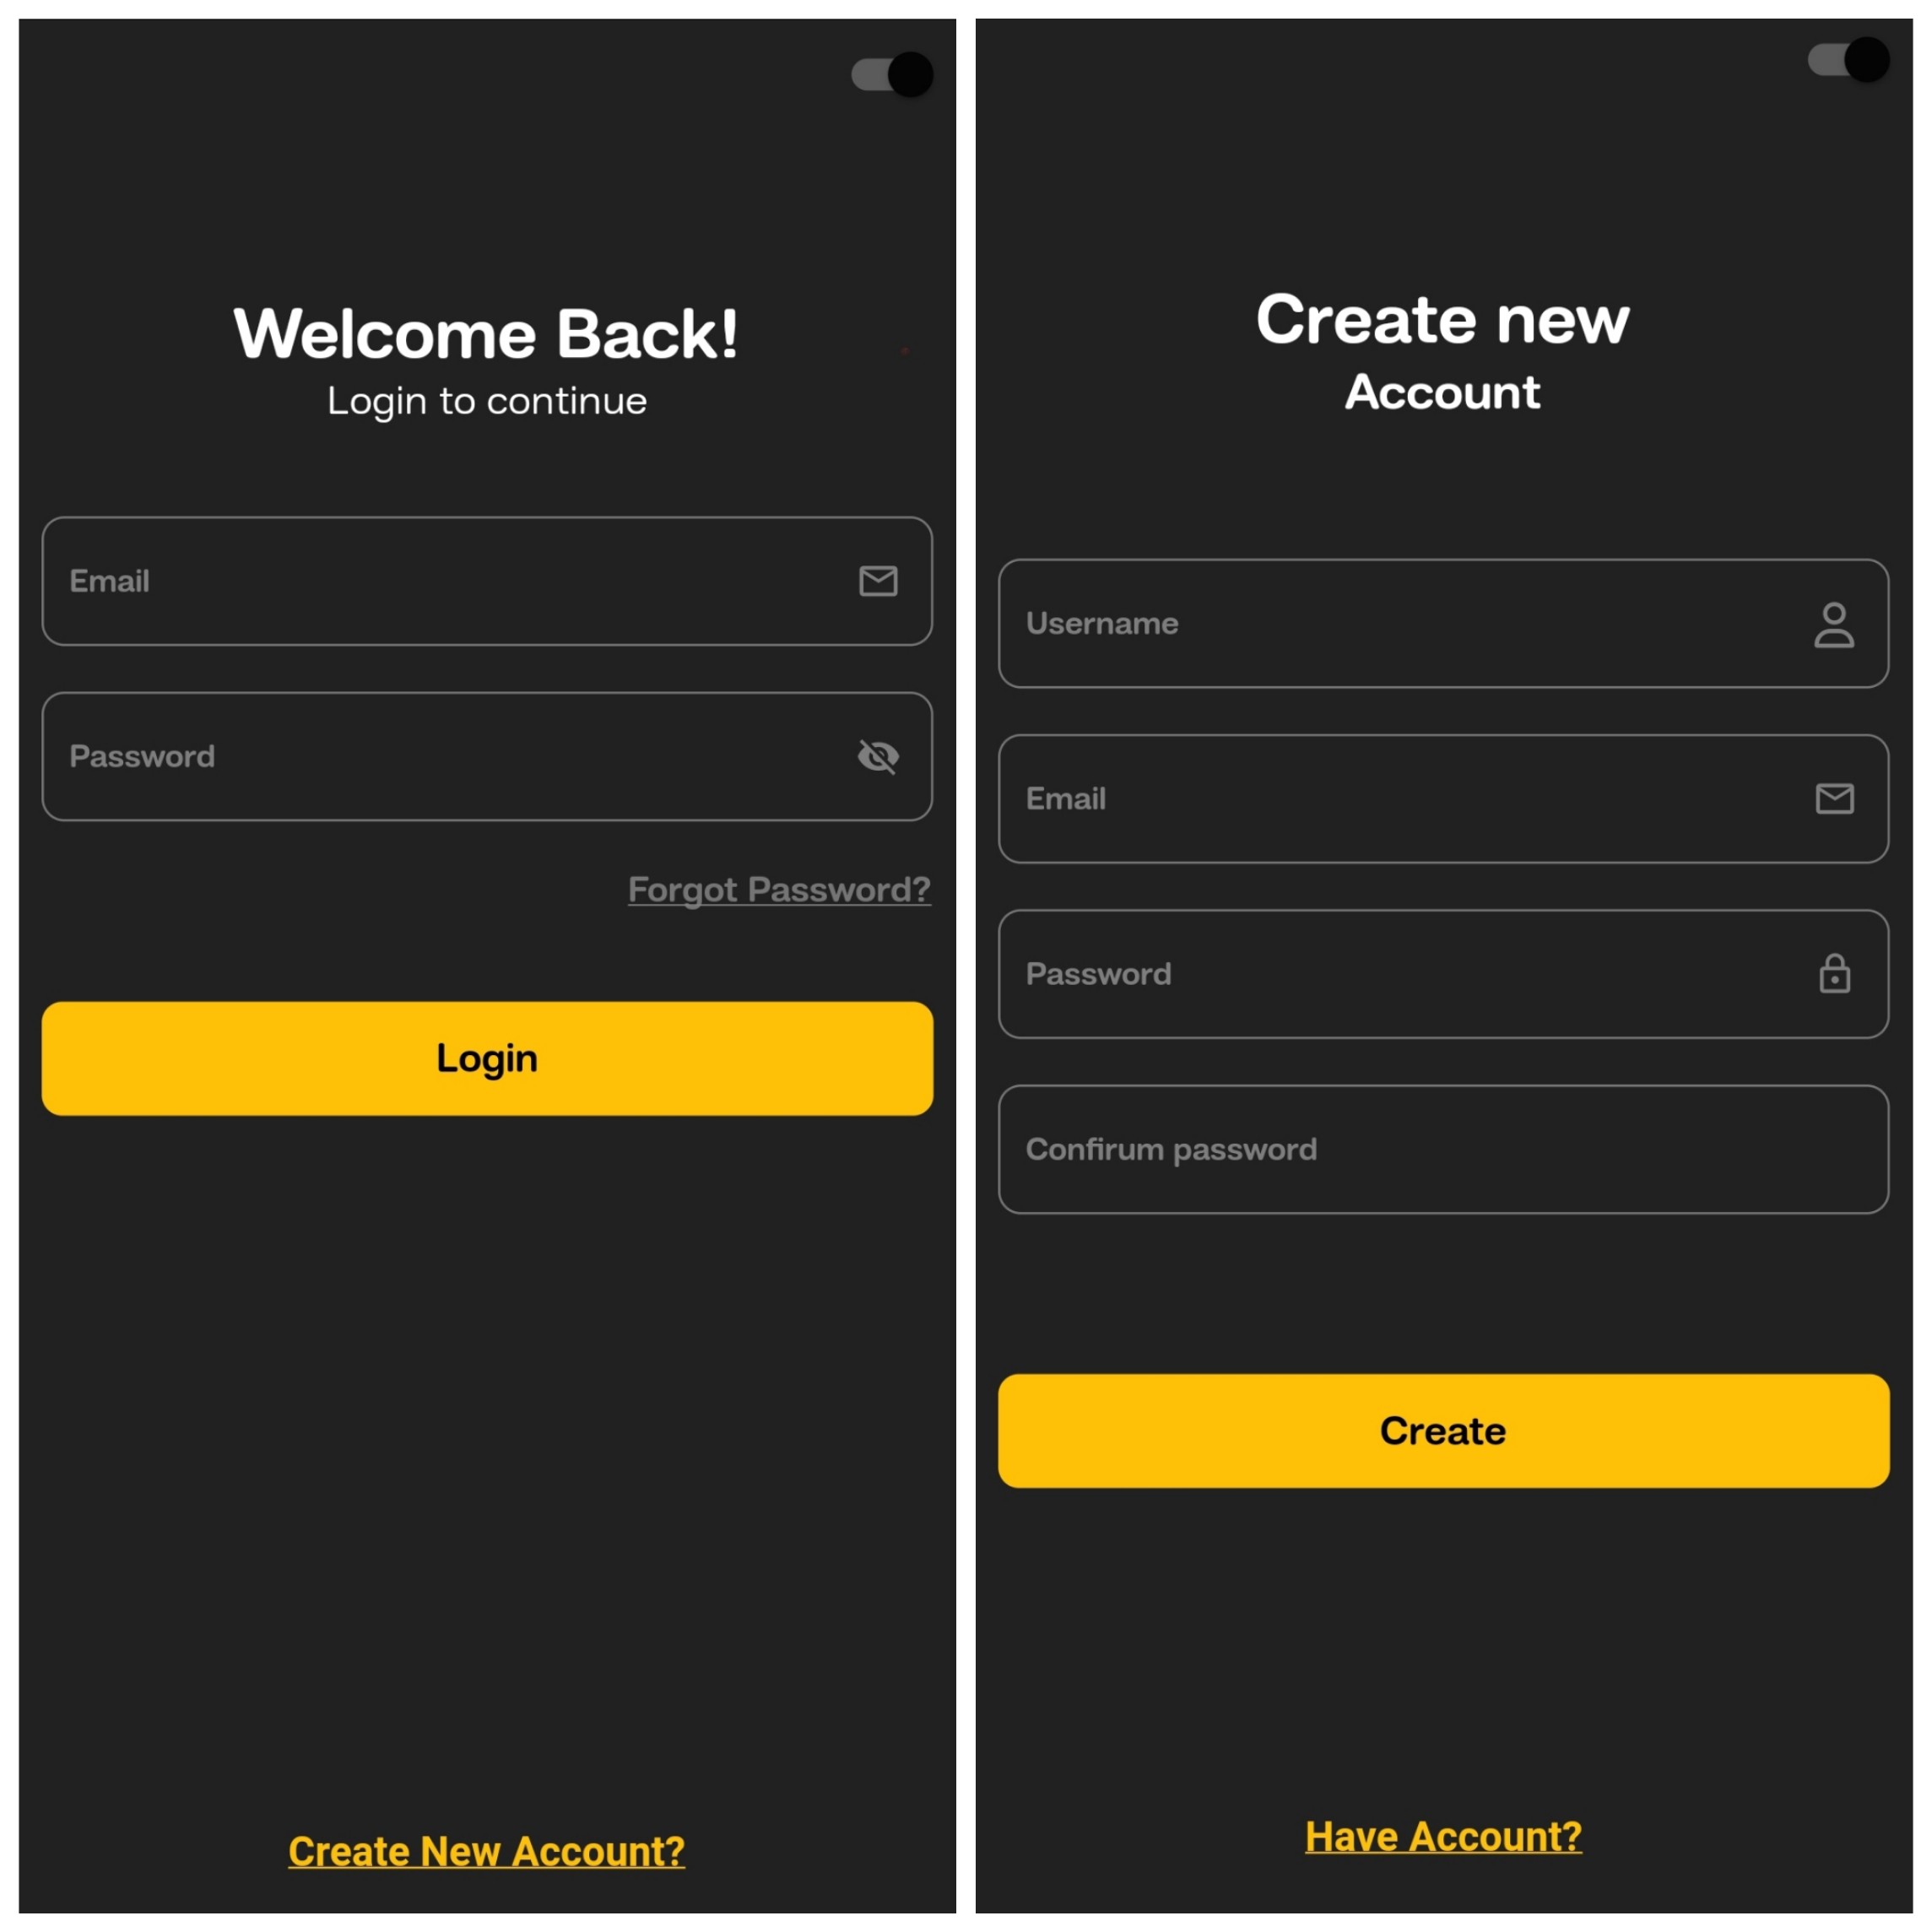 Welcome Back!
Login to continue
Email
Password
Forgot Password?
Login
Create New Account?
Create new
Account
Username
Email
Password
Confirum password
Create
Have Account?